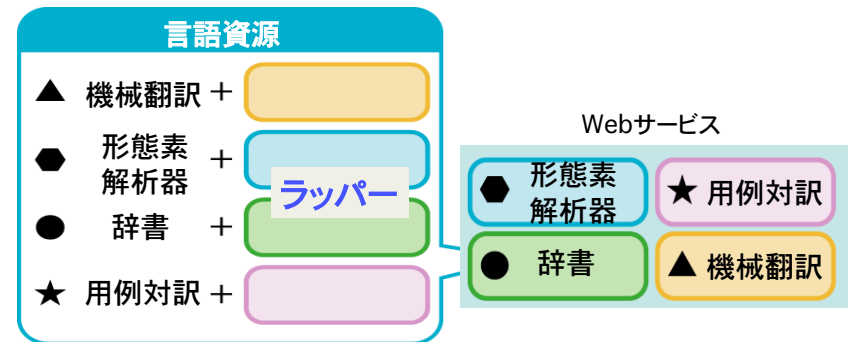 言語資源
▲ 機械翻訳 ＋
形態素
解析器 ＋
ラッパー
● 辞書 ＋
★ 用例対訳 ＋
Webサービス
形態素
解析器
★ 用例対訳
● 辞書
▲ 機械翻訳